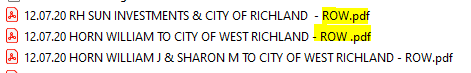 12.07.20 RH SUN INVESTMENTS & CITY OF RICHLAND - ROW.pdf
12.07.20 HORN WILLIAM TO CITY OF WEST RICHLAND - ROW .pdf
12.07.20 HORN WILLIAM J & SHARON M TO CITY OF WEST RICHLAND - ROW.pdf